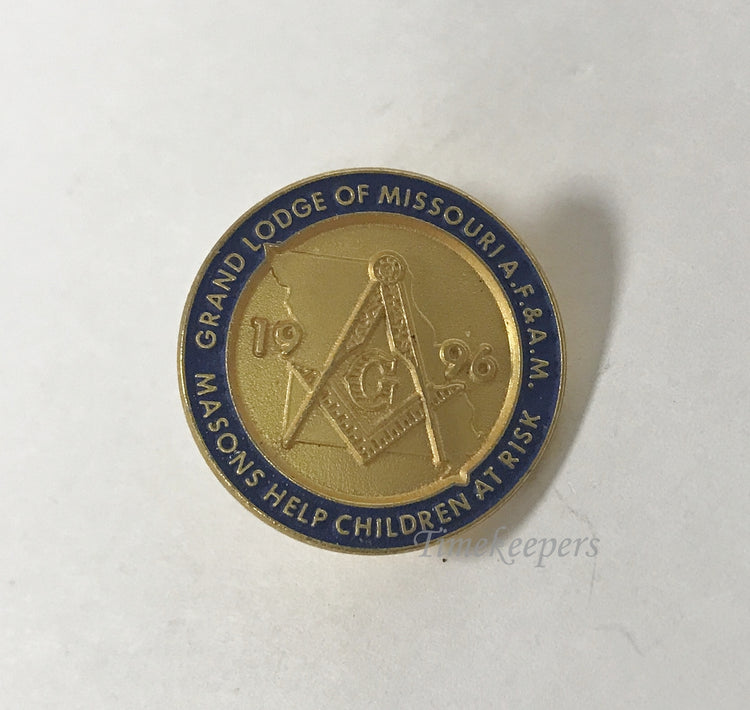 GRAND LODGE OF MISSOURI A.F.&A.M.
19 96
G
MASONS HELP CHILDREN AT RISK
Timekeepers